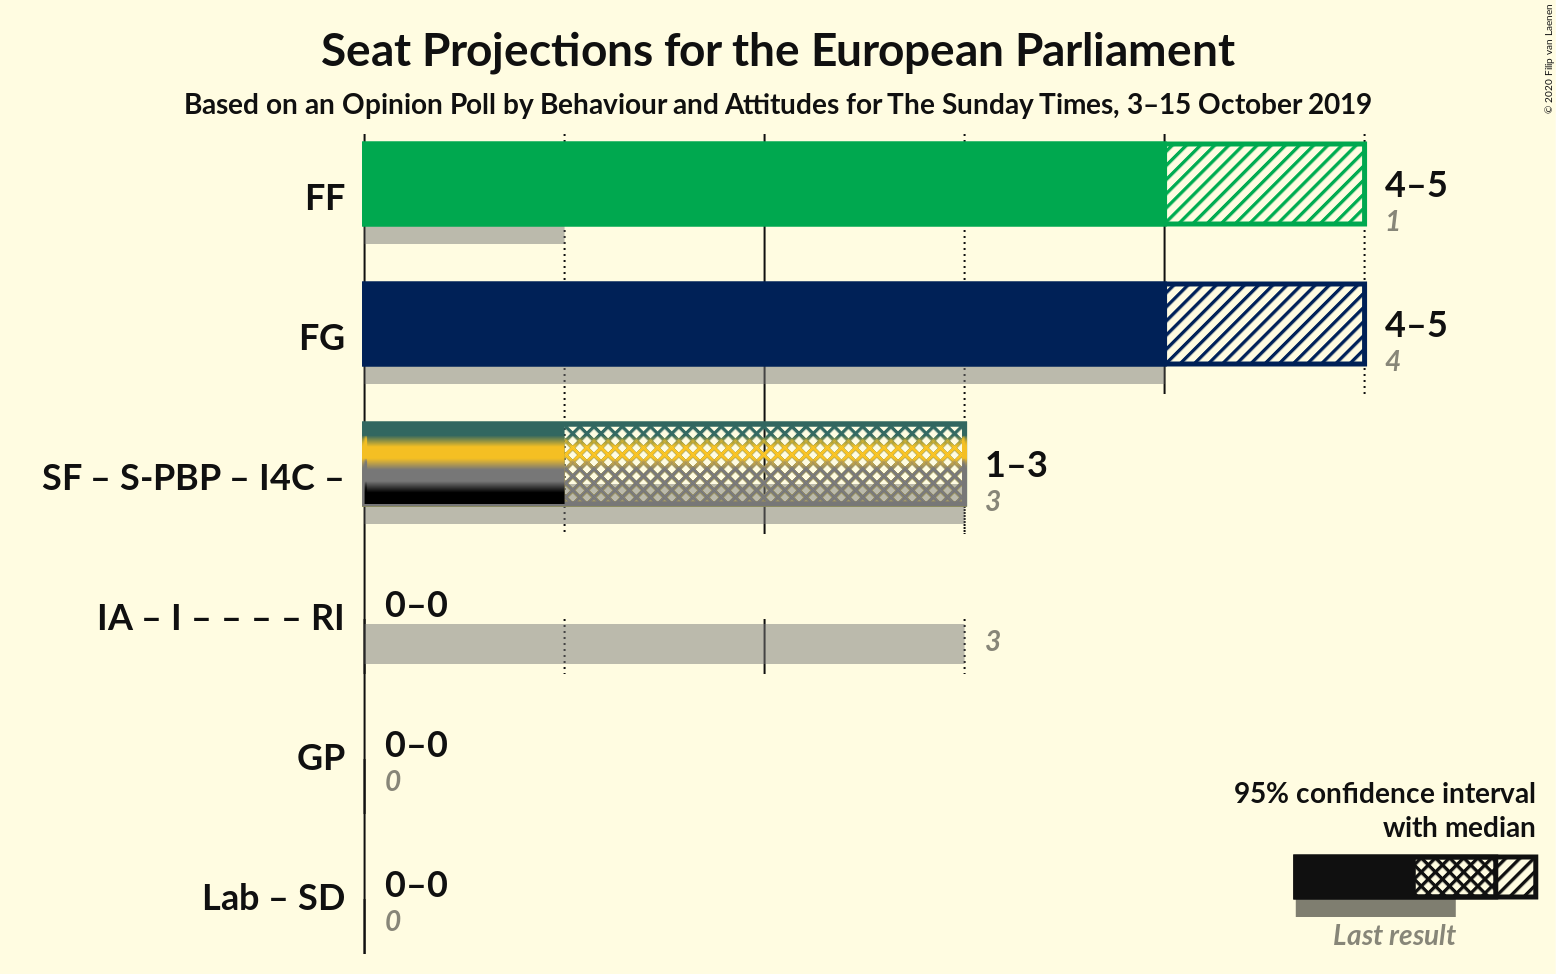 Seat Projections for the European Parliament
Based on an Opinion Poll by Behaviour and Attitudes for The Sunday Times, 3–15 October 2019
© 2020 Filip van Laenen
FF
4–5
1
FG
4–5
4
SF – S-PBP – I4C –
1–3
3
IA – I – – – – RI
0–0
3
GP
0–0
0
Lab – SD
0–0
0
95% confidence interval
with median
Last result